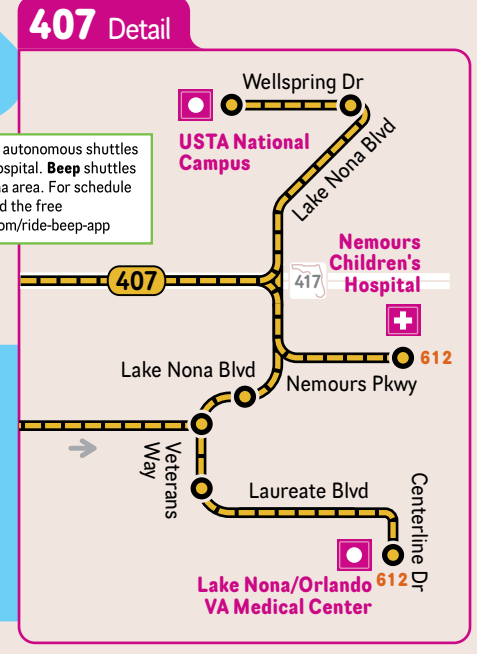 407 Detail
Wellspring Dr
USTA National
Campus
Lake Nona Blvd
autonomous shuttles
Beep shuttles
area. For schedule
the free
om/ride-beep-app
Nemours
Children's
Hospital
407
417
612
Lake Nona Blvd
Nemours Pkwy
Veterans
Way
Laureate Blvd
Centerline Dr
612
Lake Nona/Orlando
VA Medical Center